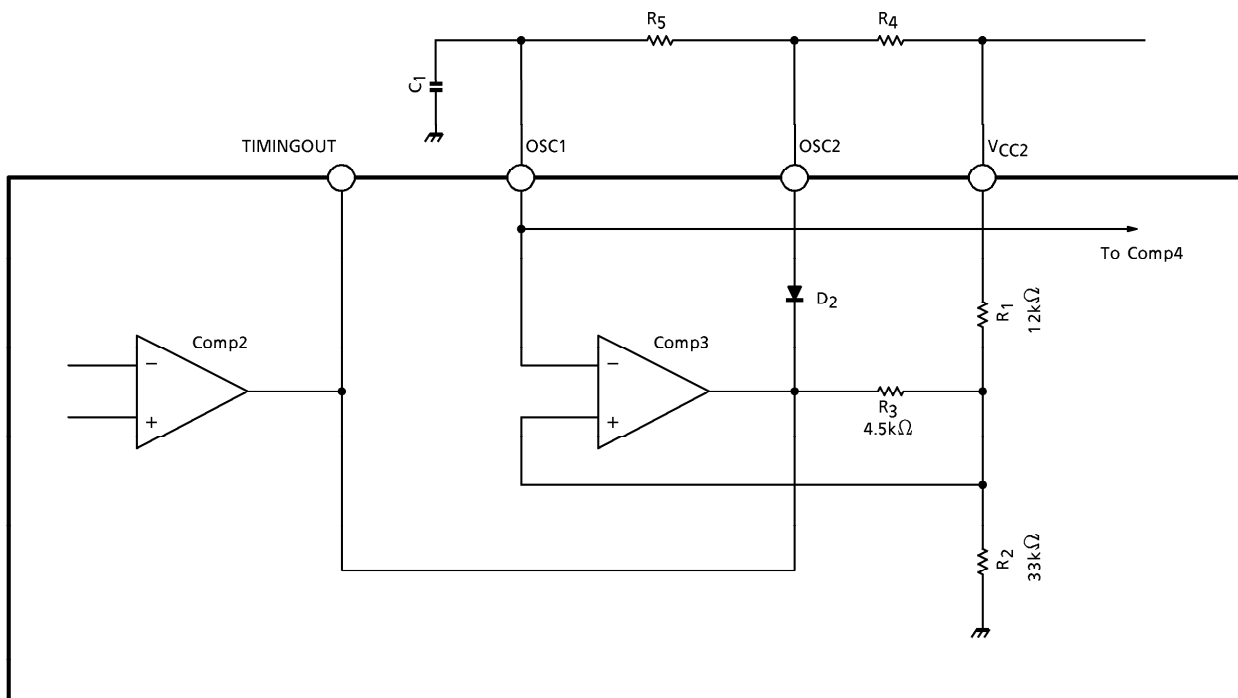 R5
R4
C1
TIMINGOUT
OSC1
OSC2
VCC2
To Comp4
D2
R1
12kΩ
Comp2
Comp3
−
+
−
+
R3
4.5kΩ
R2
33kΩ